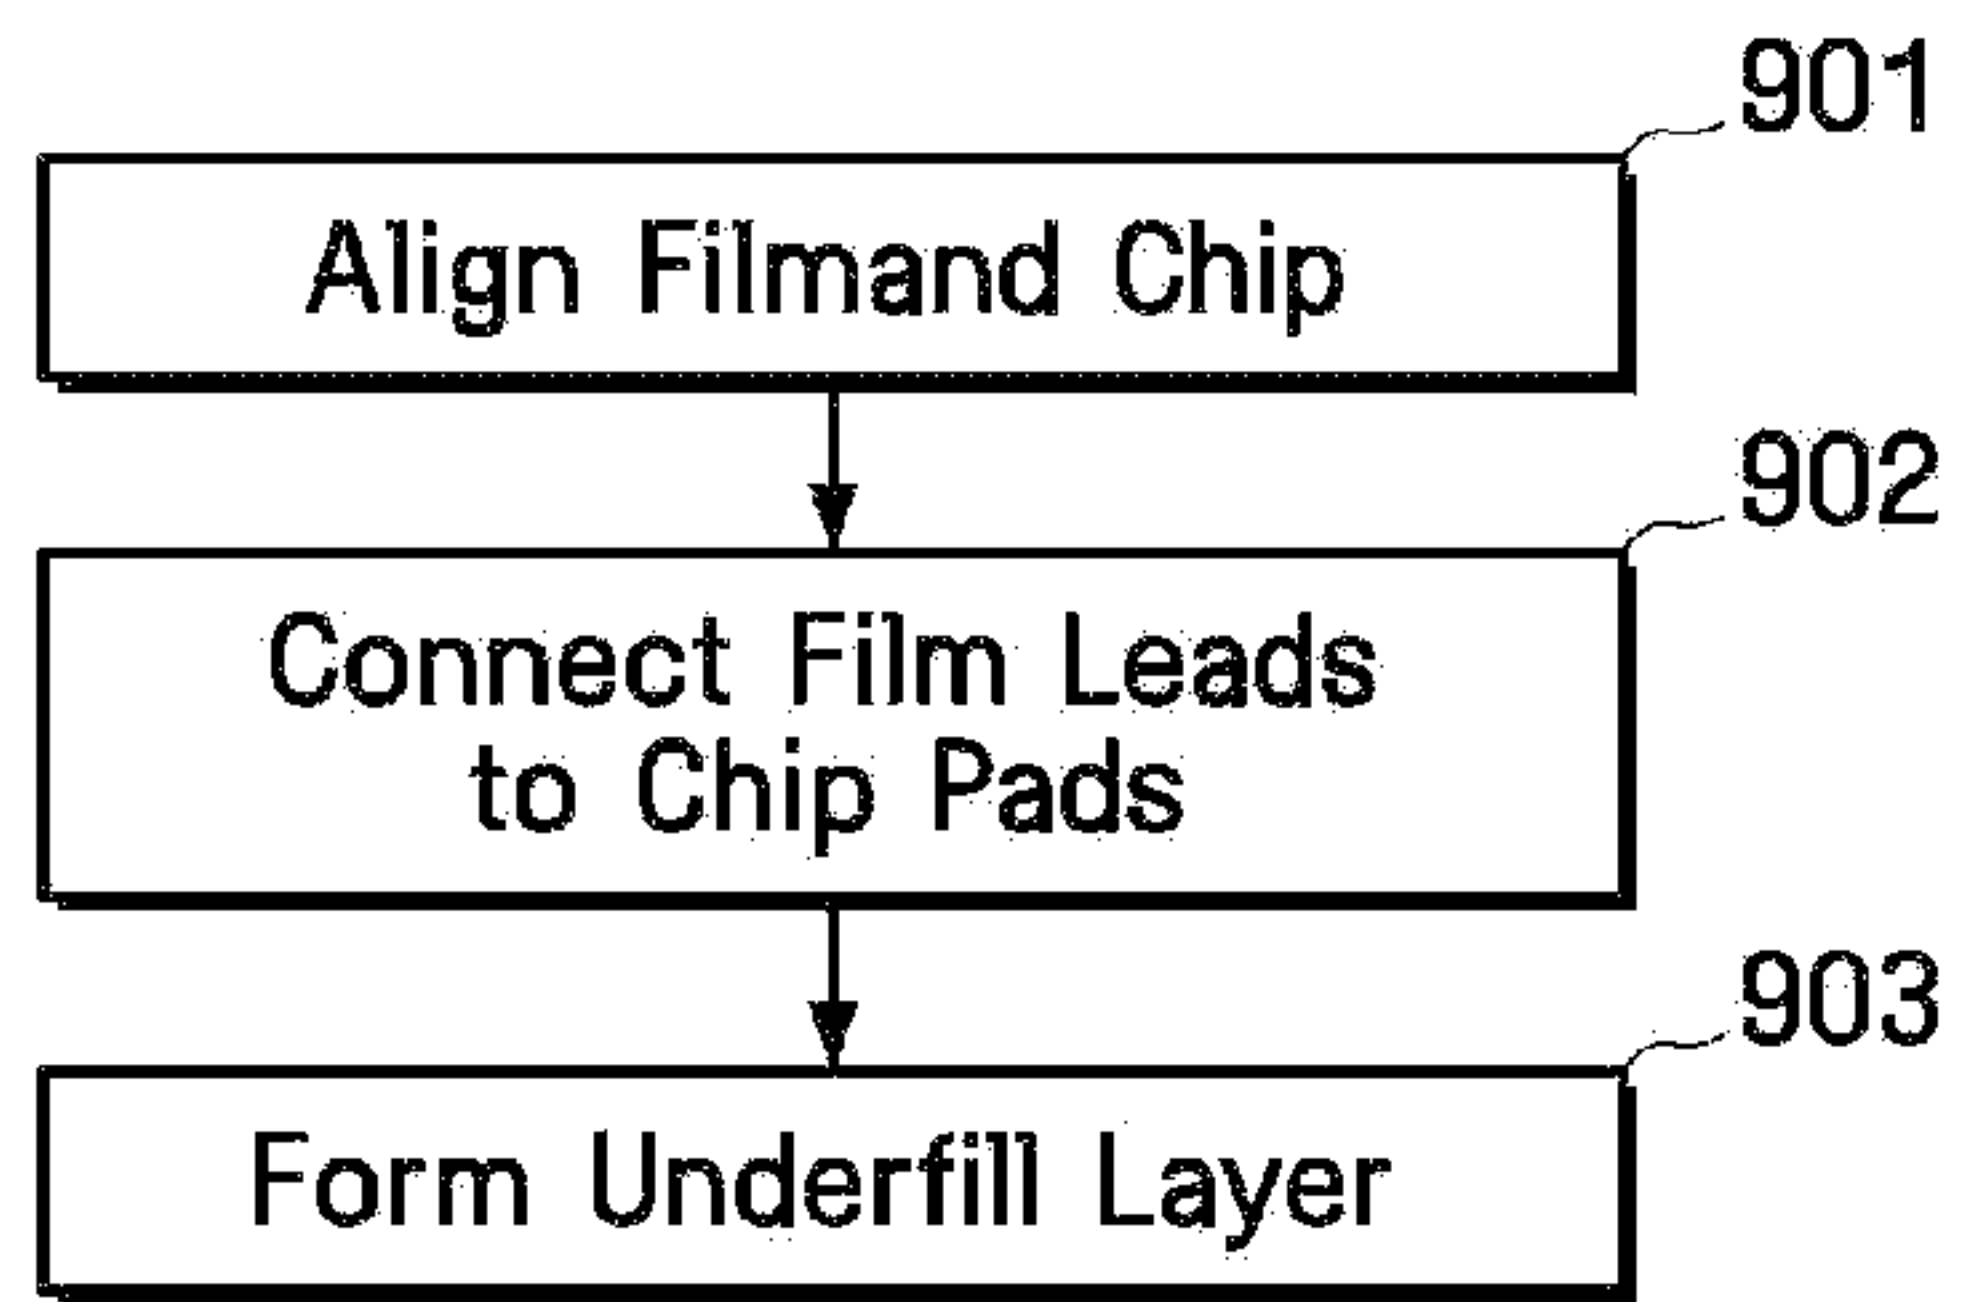 901
Align Filmand Chip
902
Connect Film Leads
to Chip Pads
903
Form Underfill Layer